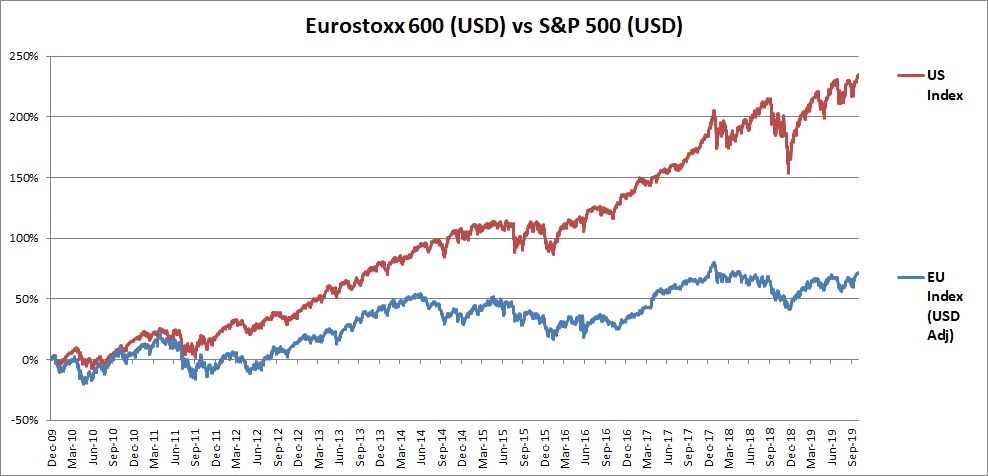 Eurostoxx 600 (USD) vs S&P 500 (USD)
250%
200%
150%
100%
50%
0%
-50%
Dec-09
Mar-10
Jun-10
Sep-10
Dec-10
Mar-11
Jun-11
Sep-11
Dec-11
Mar-12
Jun-12
Sep-12
Dec-12
Mar-13
Jun-13
Sep-13
Dec-13
Mar-14
Jun-14
Sep-14
Dec-14
Mar-15
Jun-15
Sep-15
Dec-15
Mar-16
Jun-16
Sep-16
Dec-16
Mar-17
Jun-17
Sep-17
Dec-17
Mar-18
Jun-18
Sep-18
Dec-18
Mar-19
Jun-19
Sep-19
US
Index
EU
Index
(USD
Adj)